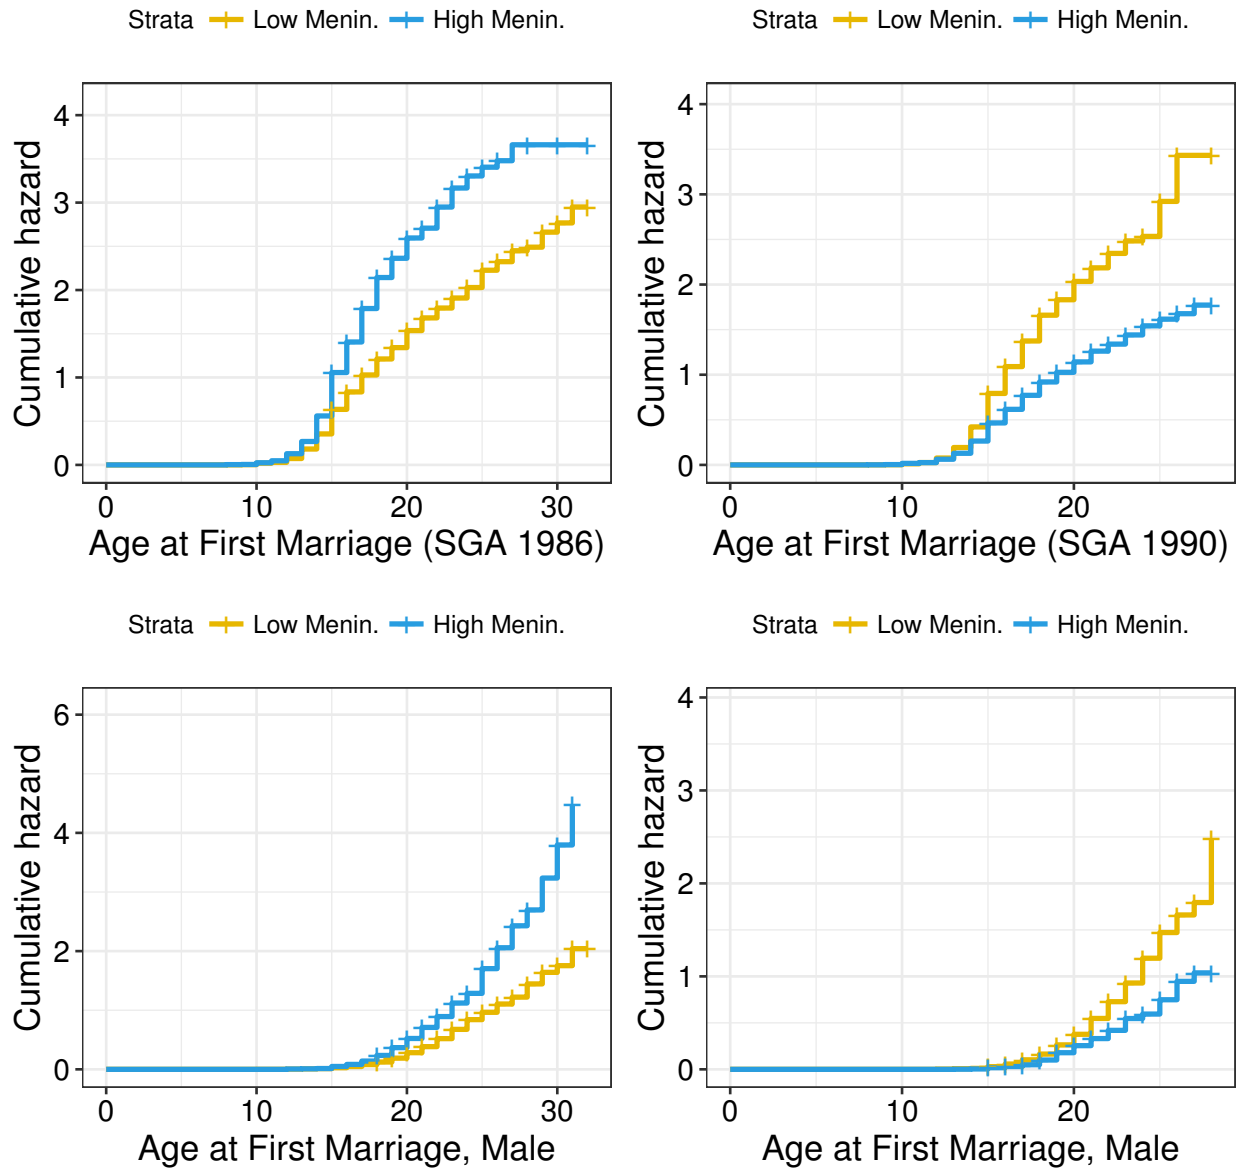 Strata Low Menin. High Menin.
Cumulative hazard
4
3
2
1
0
0 10 20 30
Age at First Marriage (SGA 1986)
Strata Low Menin. High Menin.
Cumulative hazard
4
3
2
1
0
0 10 20
Age at First Marriage (SGA 1990)
Strata Low Menin. High Menin.
Cumulative hazard
6
4
2
0
0 10 20 30
Age at First Marriage, Male
Strata Low Menin. High Menin.
Cumulative hazard
4
3
2
1
0
0 10 20
Age at First Marriage, Male